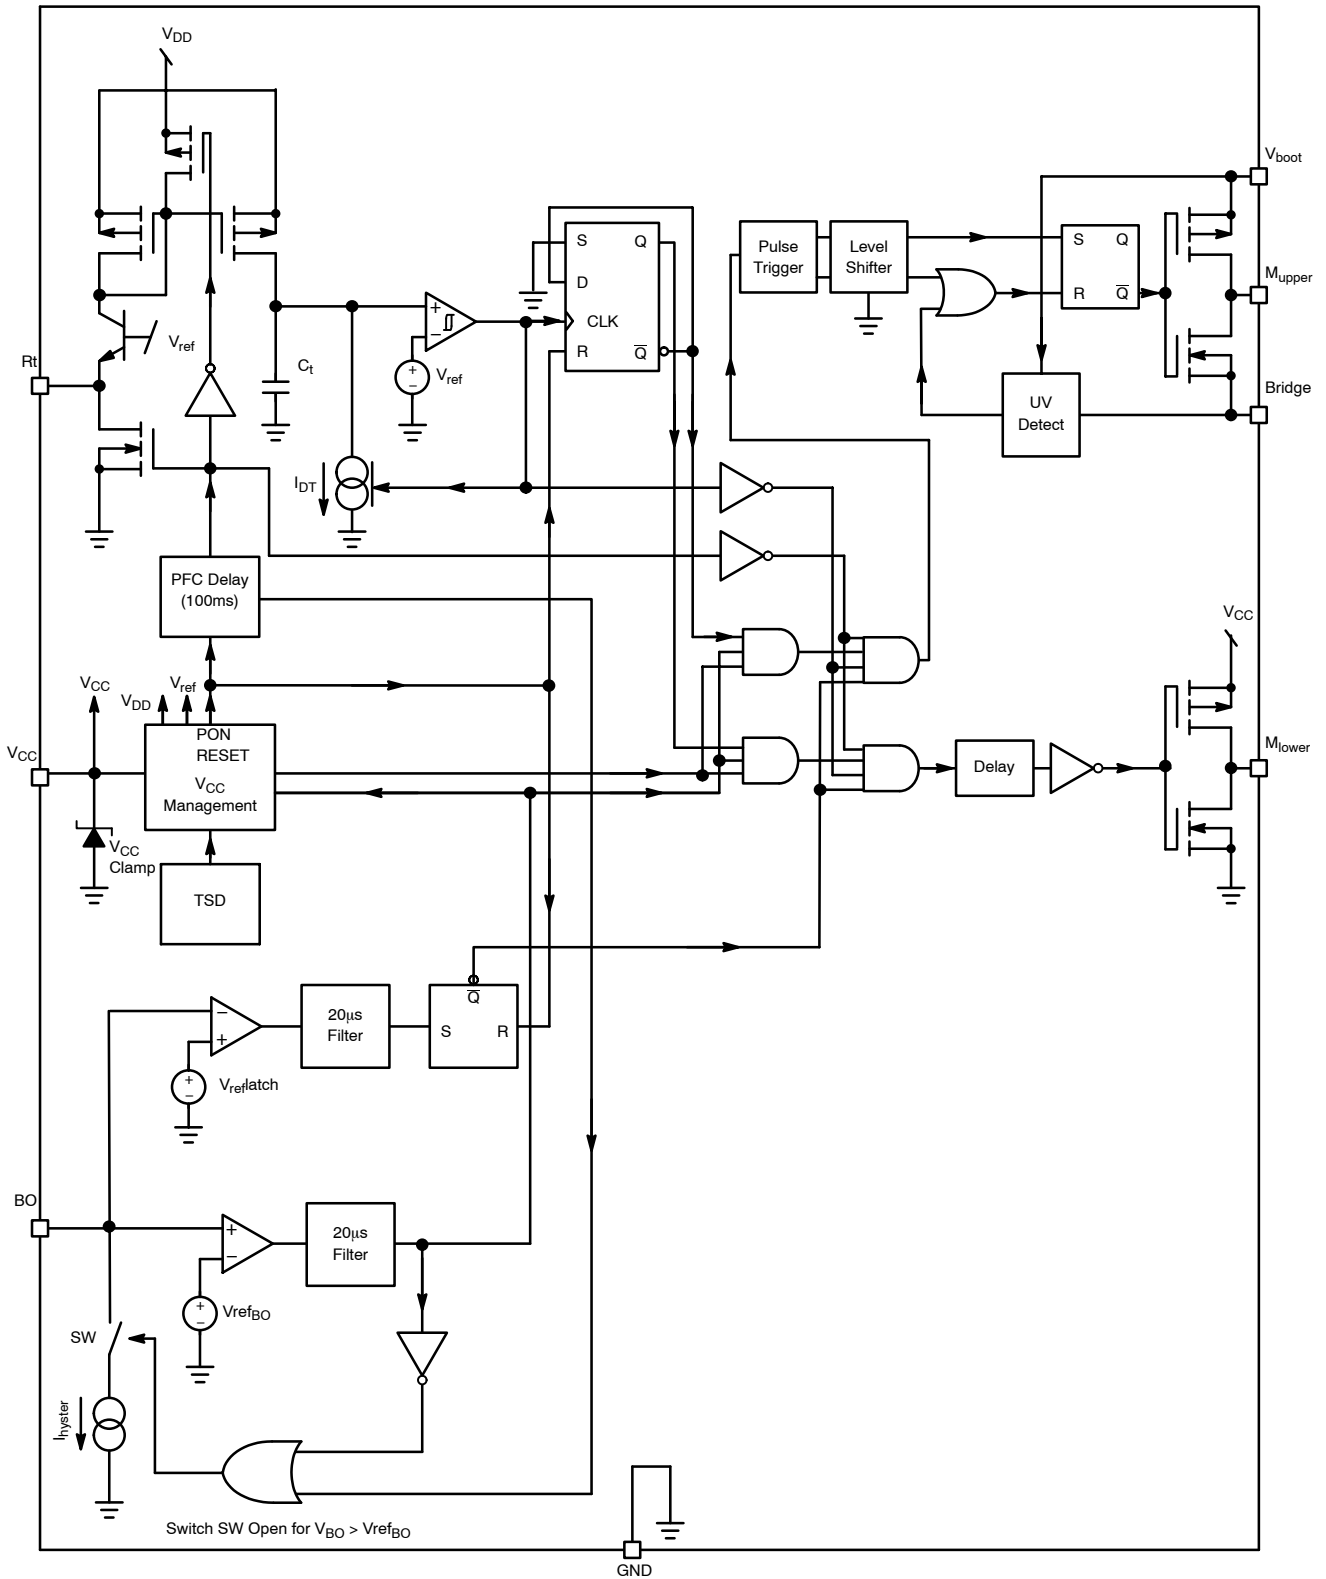 VDD
Vboot
S Q
Pulse
Trigger
Level
Shifter
S Q
D
Mupper
R Q
+
−
CLK
Vref
Rt
R Q
Ct
+
−
Vref
Bridge
UV
Detect
IDT
PFC Delay
(100ms)
VCC
VCC
Vref
VDD
PON
RESET
VCC
Mlower
VCC
Management
Delay
VCC
Clamp
TSD
Q
−
+
20μs
Filter
S R
+
−
Vreflatch
BO
+
−
20μs
Filter
+
−
VrefBO
SW
Ihyster
Switch SW Open for VBO > VrefBO
GND